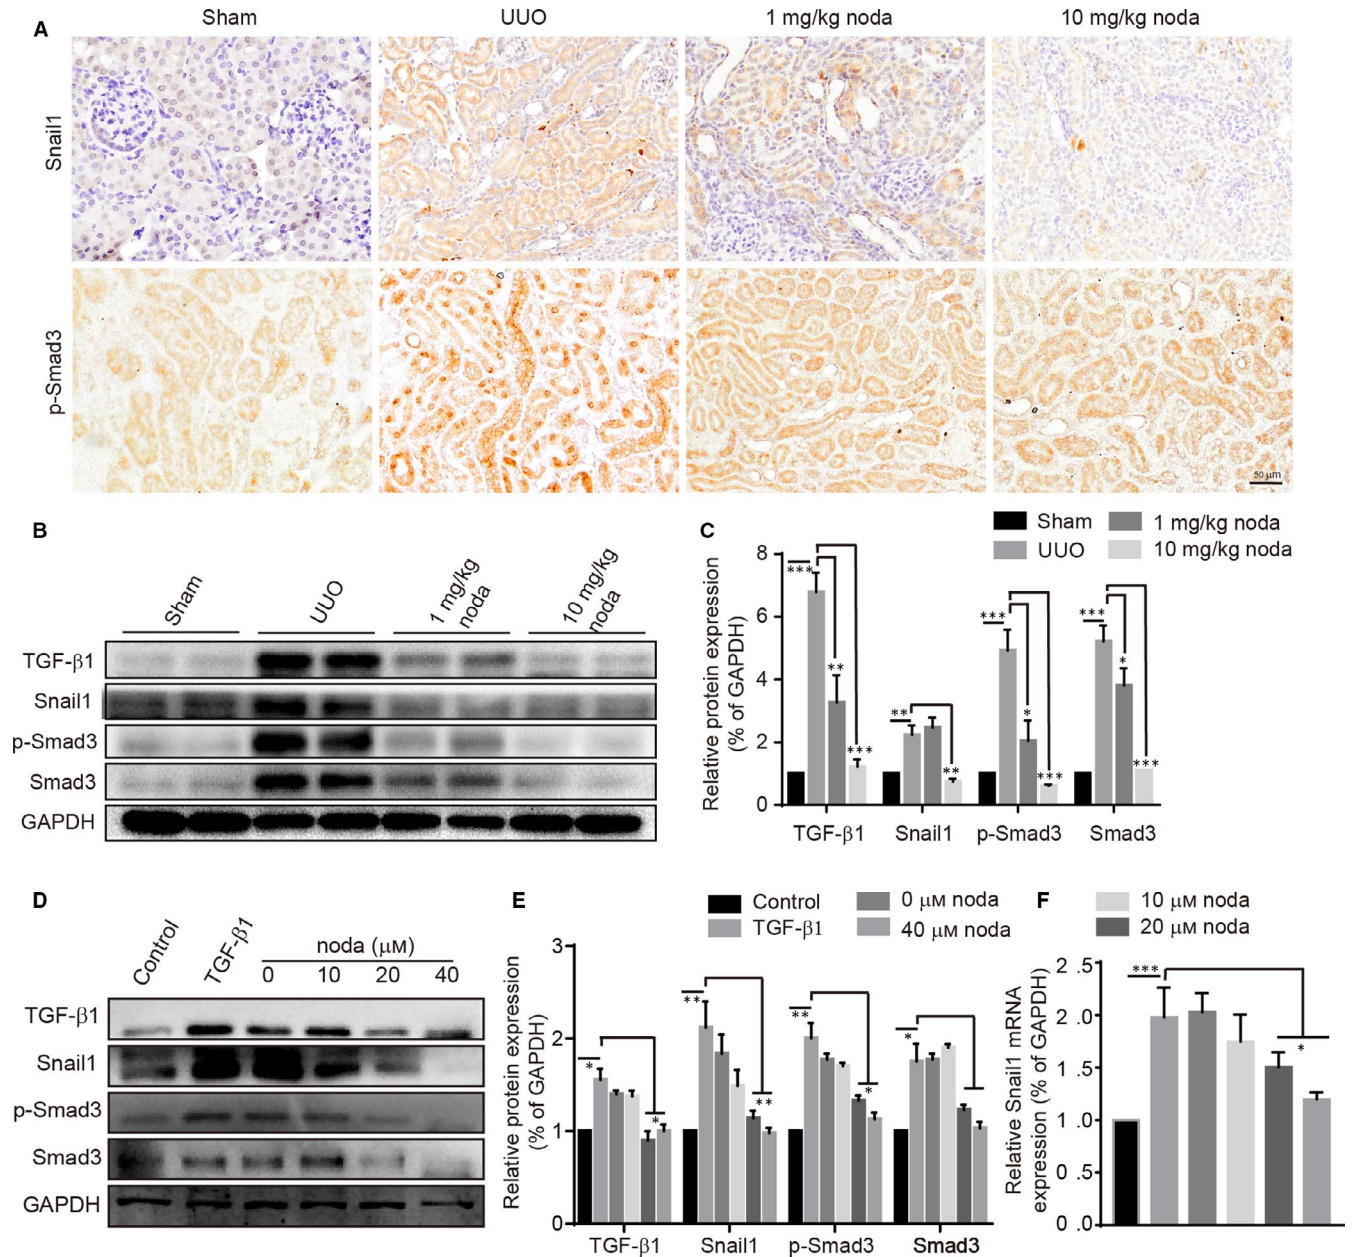 Sham UUO 1 mg/kg noda 10 mg/kg noda
A
Snail1
p-Smad3
50 µm
B
Sham UUO 1 mg/kg noda 10 mg/kg noda
TGF-β1
Snail1
p-Smad3
Smad3
GAPDH
C
Sham 1 mg/kg noda
UUO 10 mg/kg noda
Relative protein expression
(% of GAPDH)
8
6
4
2
0
*** ** ***
** **
*** * ***
*** * ***
TGF-β1 Snail1 p-Smad3 Smad3
D
Control TGF-β1 noda (µM)
0 10 20 40
TGF-β1
Snail1
p-Smad3
Smad3
GAPDH
E
Control 0 µM noda
TGF-β1 40 µM noda
Relative protein expression
(% of GAPDH)
3
2
1
0
* *
** **
** *
*
TGF-β1 Snail1 p-Smad3 Smad3
F
10 µM noda
20 µM noda
Relative Snail1 mRNA
expression (% of GAPDH)
2 .5
2 .0
1 .5
1 .0
0 .5
0 .0
*** *